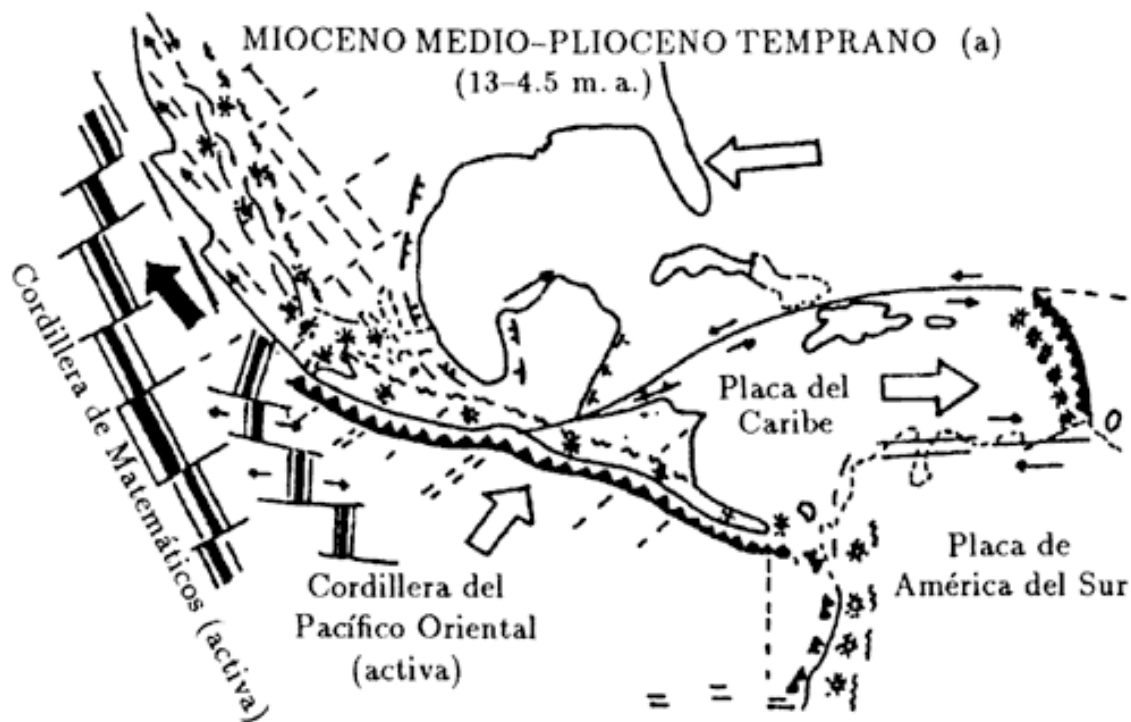 MIOCENO MEDIO–PLIOCENO TEMPRANO (a)
(13–4.5 m. a.)
Cordillera de Matemáticos (activa)
Placa del
Caribe
Cordillera del
Pacífico Oriental
(activa)
Placa de
América del Sur